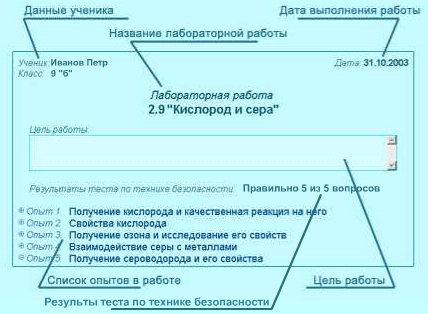 Данные ученика
Дата выполнения работы
Название лабораторной работы
Ученик: Иванов Петр
Дата: 31.10.2003
Класс: 9 "б"
Лабораторная работа
2.9 "Кислород и сера"
Цель работы:
Результаты теста по технике безопасности: Правильно 5 из 5 вопросов
Опыт 1 Получение кислорода и качественная реакция на него
Опыт 2 Свойства кислорода
Опыт 3 Получение озона и исследование его свойств
Опыт 4 Взаимодействие серы с металлами
Опыт 5 Получение сероводорода и его свойства
Список опытов в работе
Цель работы
Результы теста по технике безопасности